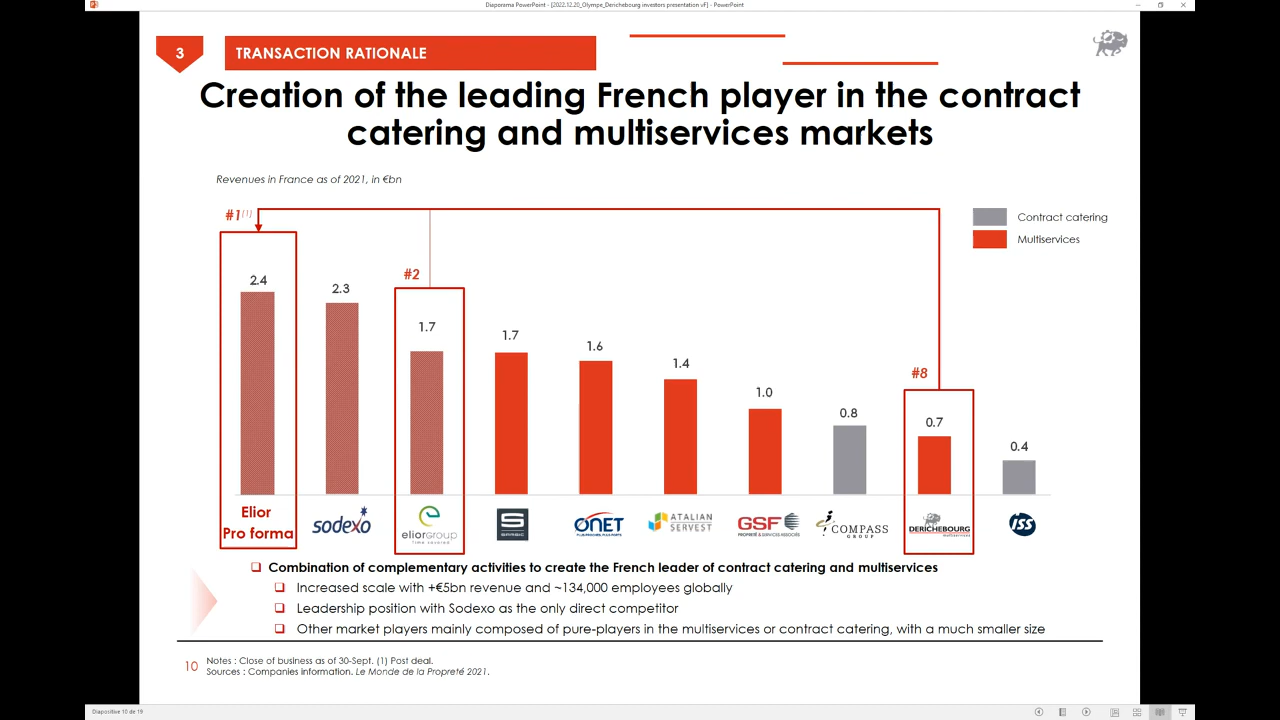 Diaporama PowerPoint - [2022.12.20_Olympe_Derichebourg investors presentation vF] - PowerPoint
3
TRANSACTION RATIONALE
Creation of the leading French player in the contract
catering and multiservices markets
Revenues in France as of 2021, in €bn
Contract catering
Multiservices
#1(1)
#2
#8
2.4
2.3
1.7
1.7
1.6
1.4
1.0
0.8
0.7
0.4
Elior
Pro forma
sodexo
eliorGroup
Time savored
SAMSIC
ONET
ATALIAN
SERVEST
GSF
PROPRETÉ & SERVICES ASSOCIÉS
COMPASS
GROUP
DERICHEBOURG
multiservices
iss
❑ Combination of complementary activities to create the French leader of contract catering and multiservices
❑ Increased scale with +€5bn revenue and ~134,000 employees globally
❑ Leadership position with Sodexo as the only direct competitor
❑ Other market players mainly composed of pure-players in the multiservices or contract catering, with a much smaller size
10
Notes : Close of business as of 30-Sept. (1) Post deal.
Sources : Companies information. Le Monde de la Propreté 2021.
Diapositive 10 de 19